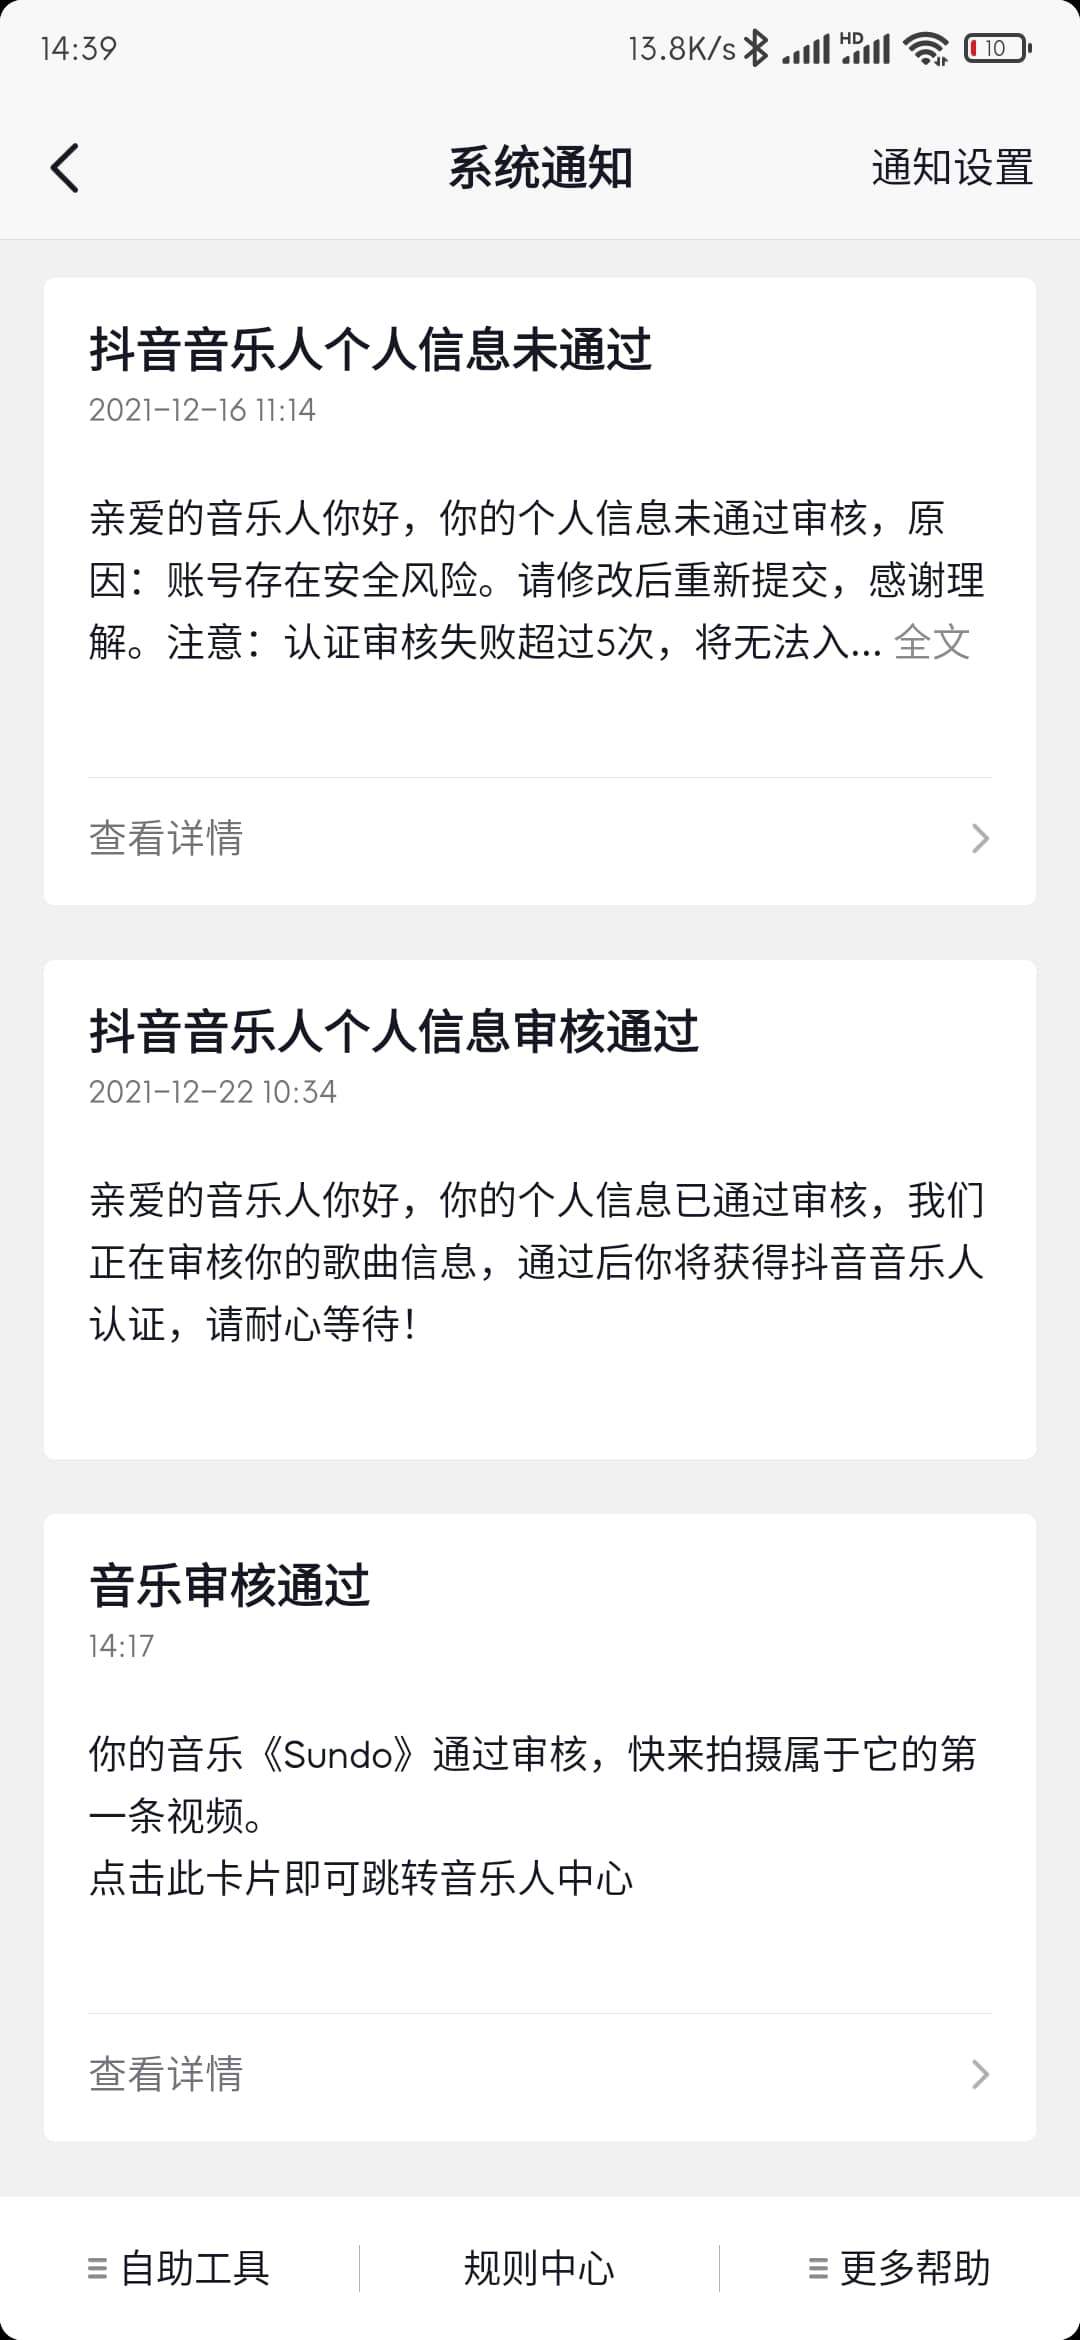 14:39
13.8K/s HD 10
系统通知
通知设置
抖音音乐人个人信息未通过
2021-12-16 11:14
亲爱的音乐人你好，你的个人信息未通过审核，原
因：账号存在安全风险。请修改后重新提交，感谢理
解。注意：认证审核失败超过5次，将无法入... 全文
查看详情
抖音音乐人个人信息审核通过
2021-12-22 10:34
亲爱的音乐人你好，你的个人信息已通过审核，我们
正在审核你的歌曲信息，通过后你将获得抖音音乐人
认证，请耐心等待！
音乐审核通过
14:17
你的音乐《Sundo》通过审核，快来拍摄属于它的第
一条视频。
点击此卡片即可跳转音乐人中心
查看详情
自助工具
规则中心
更多帮助